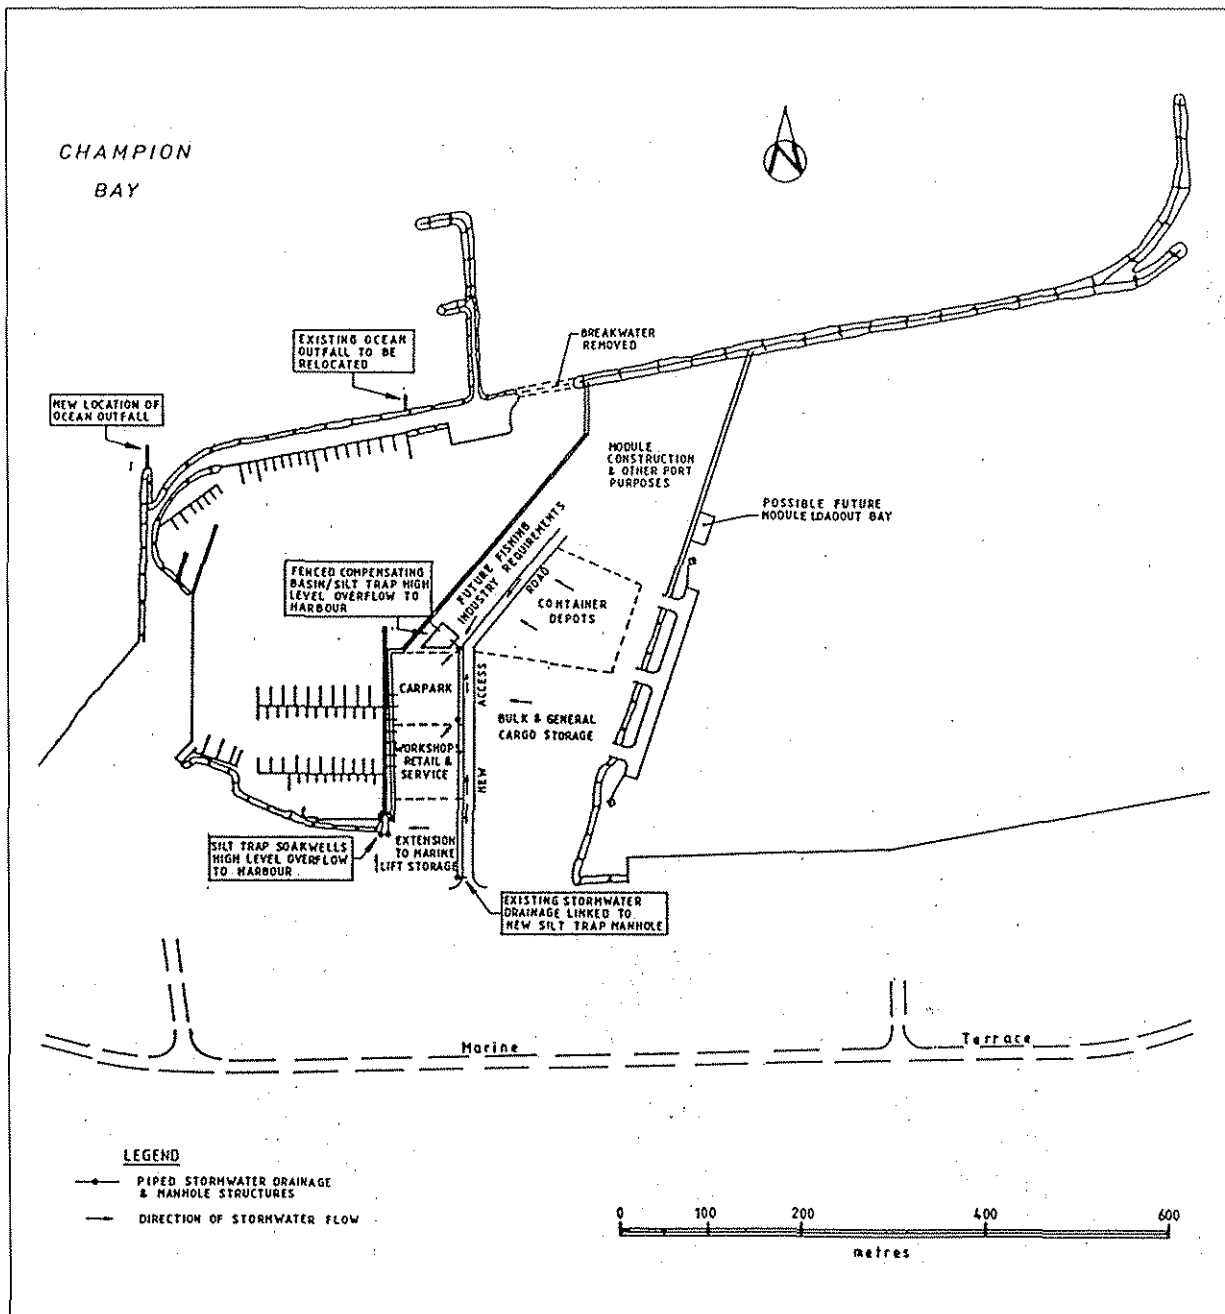 CHAMPION
BAY
N
EXISTING OCEAN
OUTFALL TO BE
RELOCATED
BREAKWATER
REMOVED
NEW LOCATION OF
OCEAN OUTFALL
MODULE
CONSTRUCTION
& OTHER PORT
PURPOSES
POSSIBLE FUTURE
MODULE LOADOUT BAY
FUTURE FISHING
INDUSTRY REQUIREMENTS
ROAD
FENCED COMPENSATING
BASIN/SILT TRAP HIGH
LEVEL OVERFLOW TO
HARBOUR
CONTAINER
DEPOTS
CARPARK
ACCESS
BULK & GENERAL
CARGO STORAGE
WORKSHOPS
RETAIL &
SERVICE
NEW
SILT TRAP SOAKWELLS
HIGH LEVEL OVERFLOW
TO HARBOUR
EXTENSION
TO MARINE
LIFT STORAGE
EXISTING STORMWATER
DRAINAGE LINKED TO
NEW SILT TRAP MANHOLE
Marine Terrace
LEGEND
PIPED STORMWATER DRAINAGE
& MANHOLE STRUCTURES
DIRECTION OF STORMWATER FLOW
0 100 200 400 600
metres